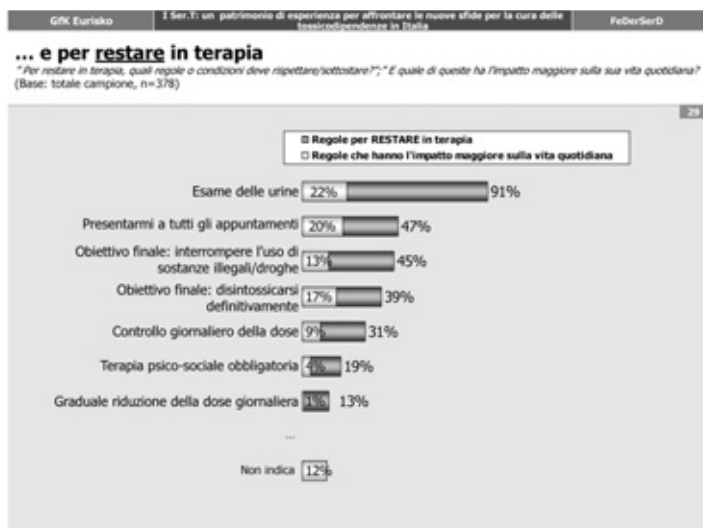 GfK Eurisko
I Ser.T: un patrimonio di esperienza per affrontare le nuove sfide per la cura delle
tossicodipendenze in Italia
FeDerSerD
... e per restare in terapia
"Per restare in terapia, quali regole o condizioni deve rispettare/sottostare?";"E quale di queste ha l'impatto maggiore sulla sua vita quotidiana?
(Base: totale campione, n=378)
29
Regole per RESTARE in terapia
Regole che hanno l'impatto maggiore sulla vita quotidiana
Esame delle urine 22% 91%
Presentarmi a tutti gli appuntamenti 20% 47%
Obiettivo finale: interrompere l'uso di
sostanze illegali/droghe 13% 45%
Obiettivo finale: disintossicarsi
definitivamente 17% 39%
Controllo giornaliero della dose 9% 31%
Terapia psico-sociale obbligatoria 4% 19%
Graduale riduzione della dose giornaliera 1% 13%
...
Non indica 12%